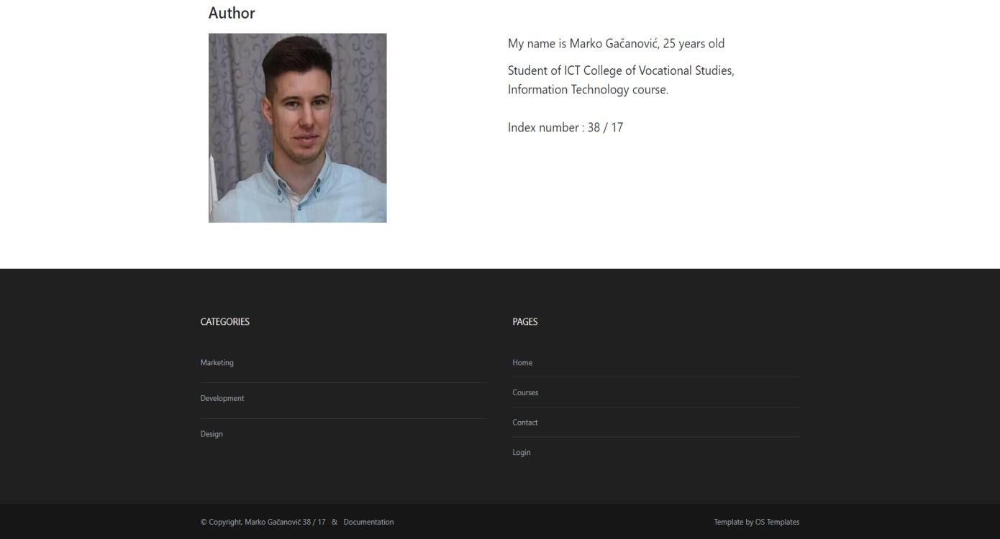 Author
My name is Marko Gačanović, 25 years old
Student of ICT College of Vocational Studies,
Information Technology course.
Index number : 38 / 17
CATEGORIES
Marketing
Development
Design
PAGES
Home
Courses
Contact
Login
© Copyright, Marko Gačanović 38 / 17 & Documentation
Template by OS Templates